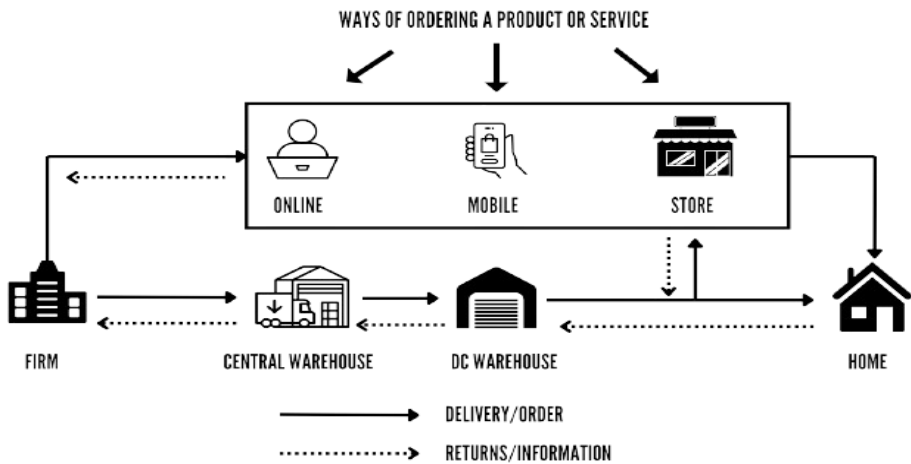 WAYS OF ORDERING A PRODUCT OR SERVICE
ONLINE
MOBILE
STORE
FIRM
CENTRAL WAREHOUSE
DC WAREHOUSE
HOME
DELIVERY/ORDER
RETURNS/INFORMATION